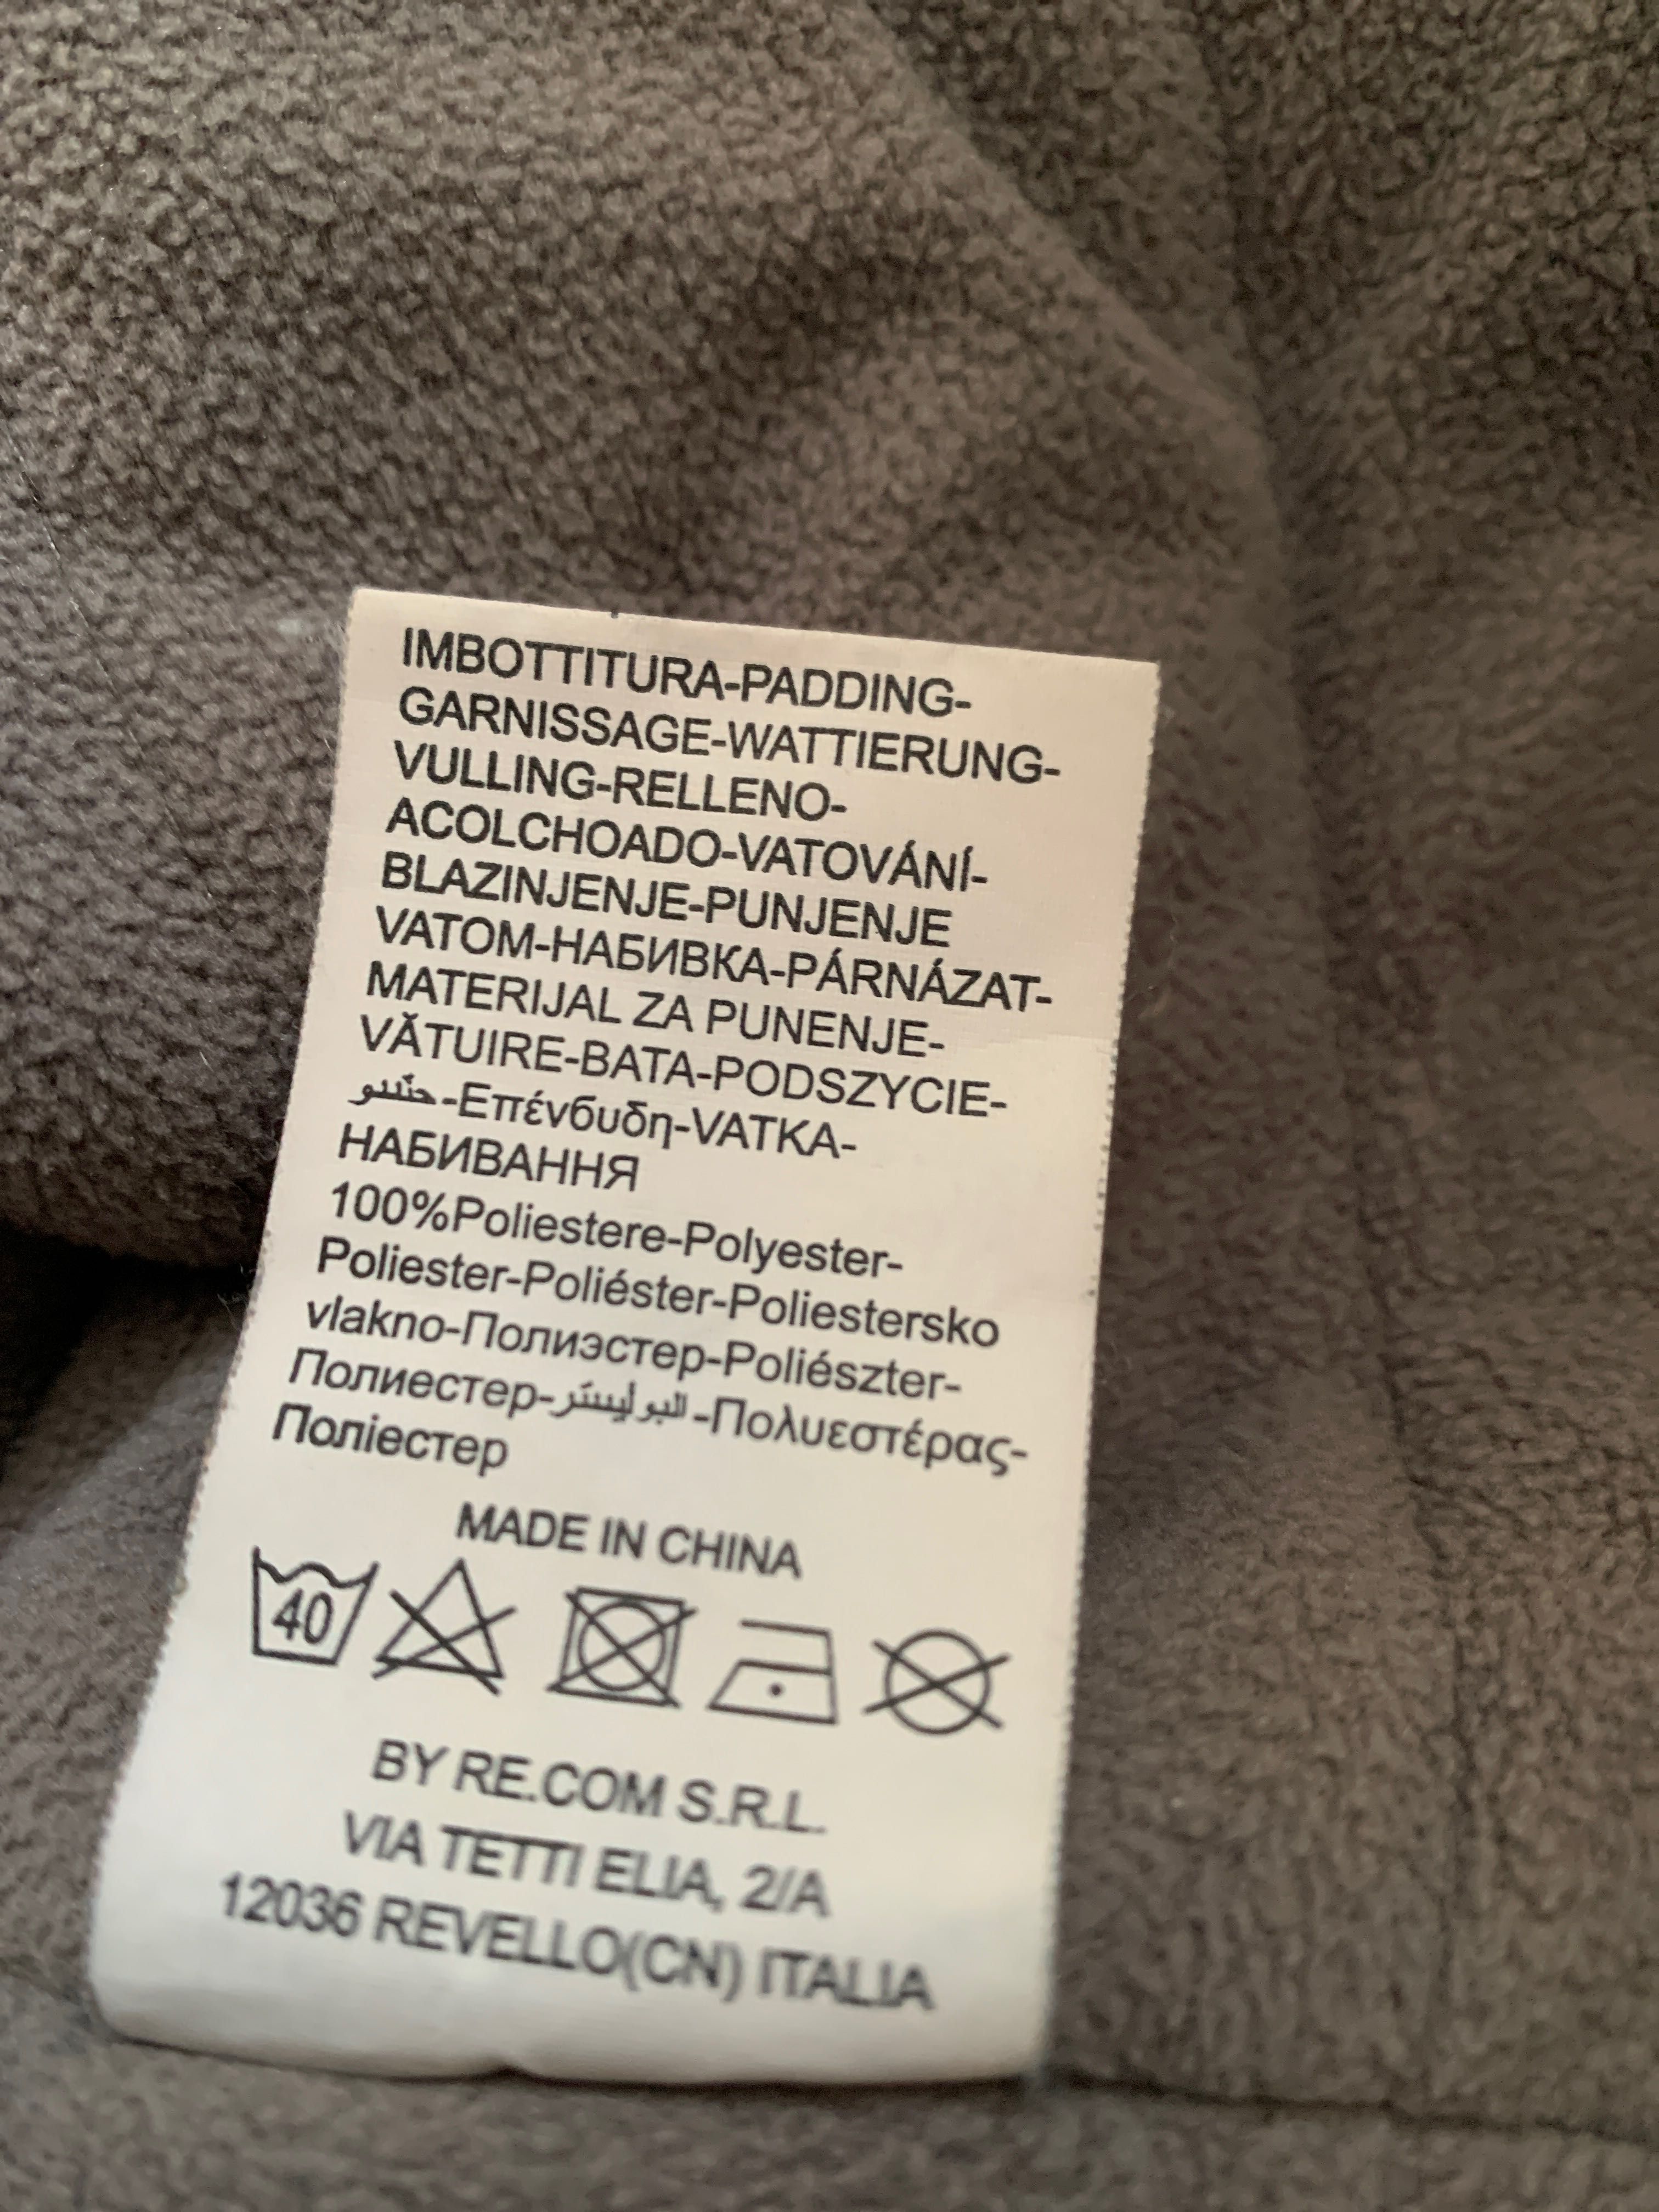 IMBOTTITURA-PADDING-
GARNISSAGE-WATTIERUNG-
VULLING-RELLENO-
ACOLCHOADO-VATOVÁNÍ-
BLAZINJENJE-PUNJENJE
VATOM-НАБИВКА-PÁRNÁZAT-
MATERIJAL ZA PUNENJE-
VĂTUIRE-BATA-PODSZYCIE-
حشو-Επένδυδη-VATKA-
НАБИВАННЯ
100%Poliestere-Polyester-
Poliester-Poliéster-Poliestersko
vlakno-Полиэстер-Poliészter-
Полиестер-البوليستر-Πολυεστέρας-
Поліестер
MADE IN CHINA
40
BY RE.COM S.R.L.
VIA TETTI ELIA, 2/A
12036 REVELLO(CN) ITALIA